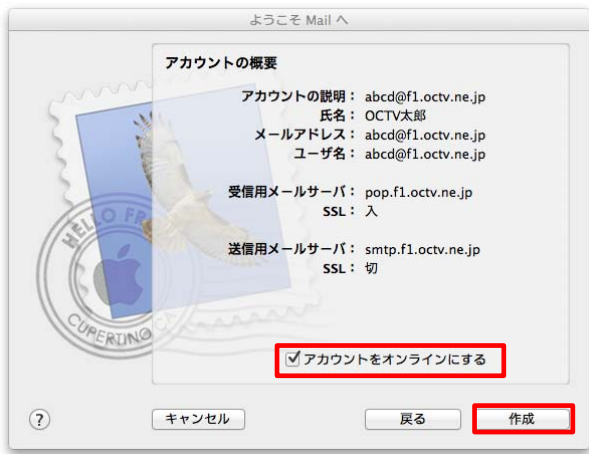 ようこそ Mail へ
アカウントの概要
アカウントの説明： abcd@f1.octv.ne.jp
氏名： OCTV太郎
メールアドレス： abcd@f1.octv.ne.jp
ユーザ名： abcd@f1.octv.ne.jp
受信用メールサーバ： pop.f1.octv.ne.jp
SSL： 入
送信用メールサーバ： smtp.f1.octv.ne.jp
SSL： 切
HELLO FR
CUPERTINO CA
アカウントをオンラインにする
?
キャンセル
戻る
作成